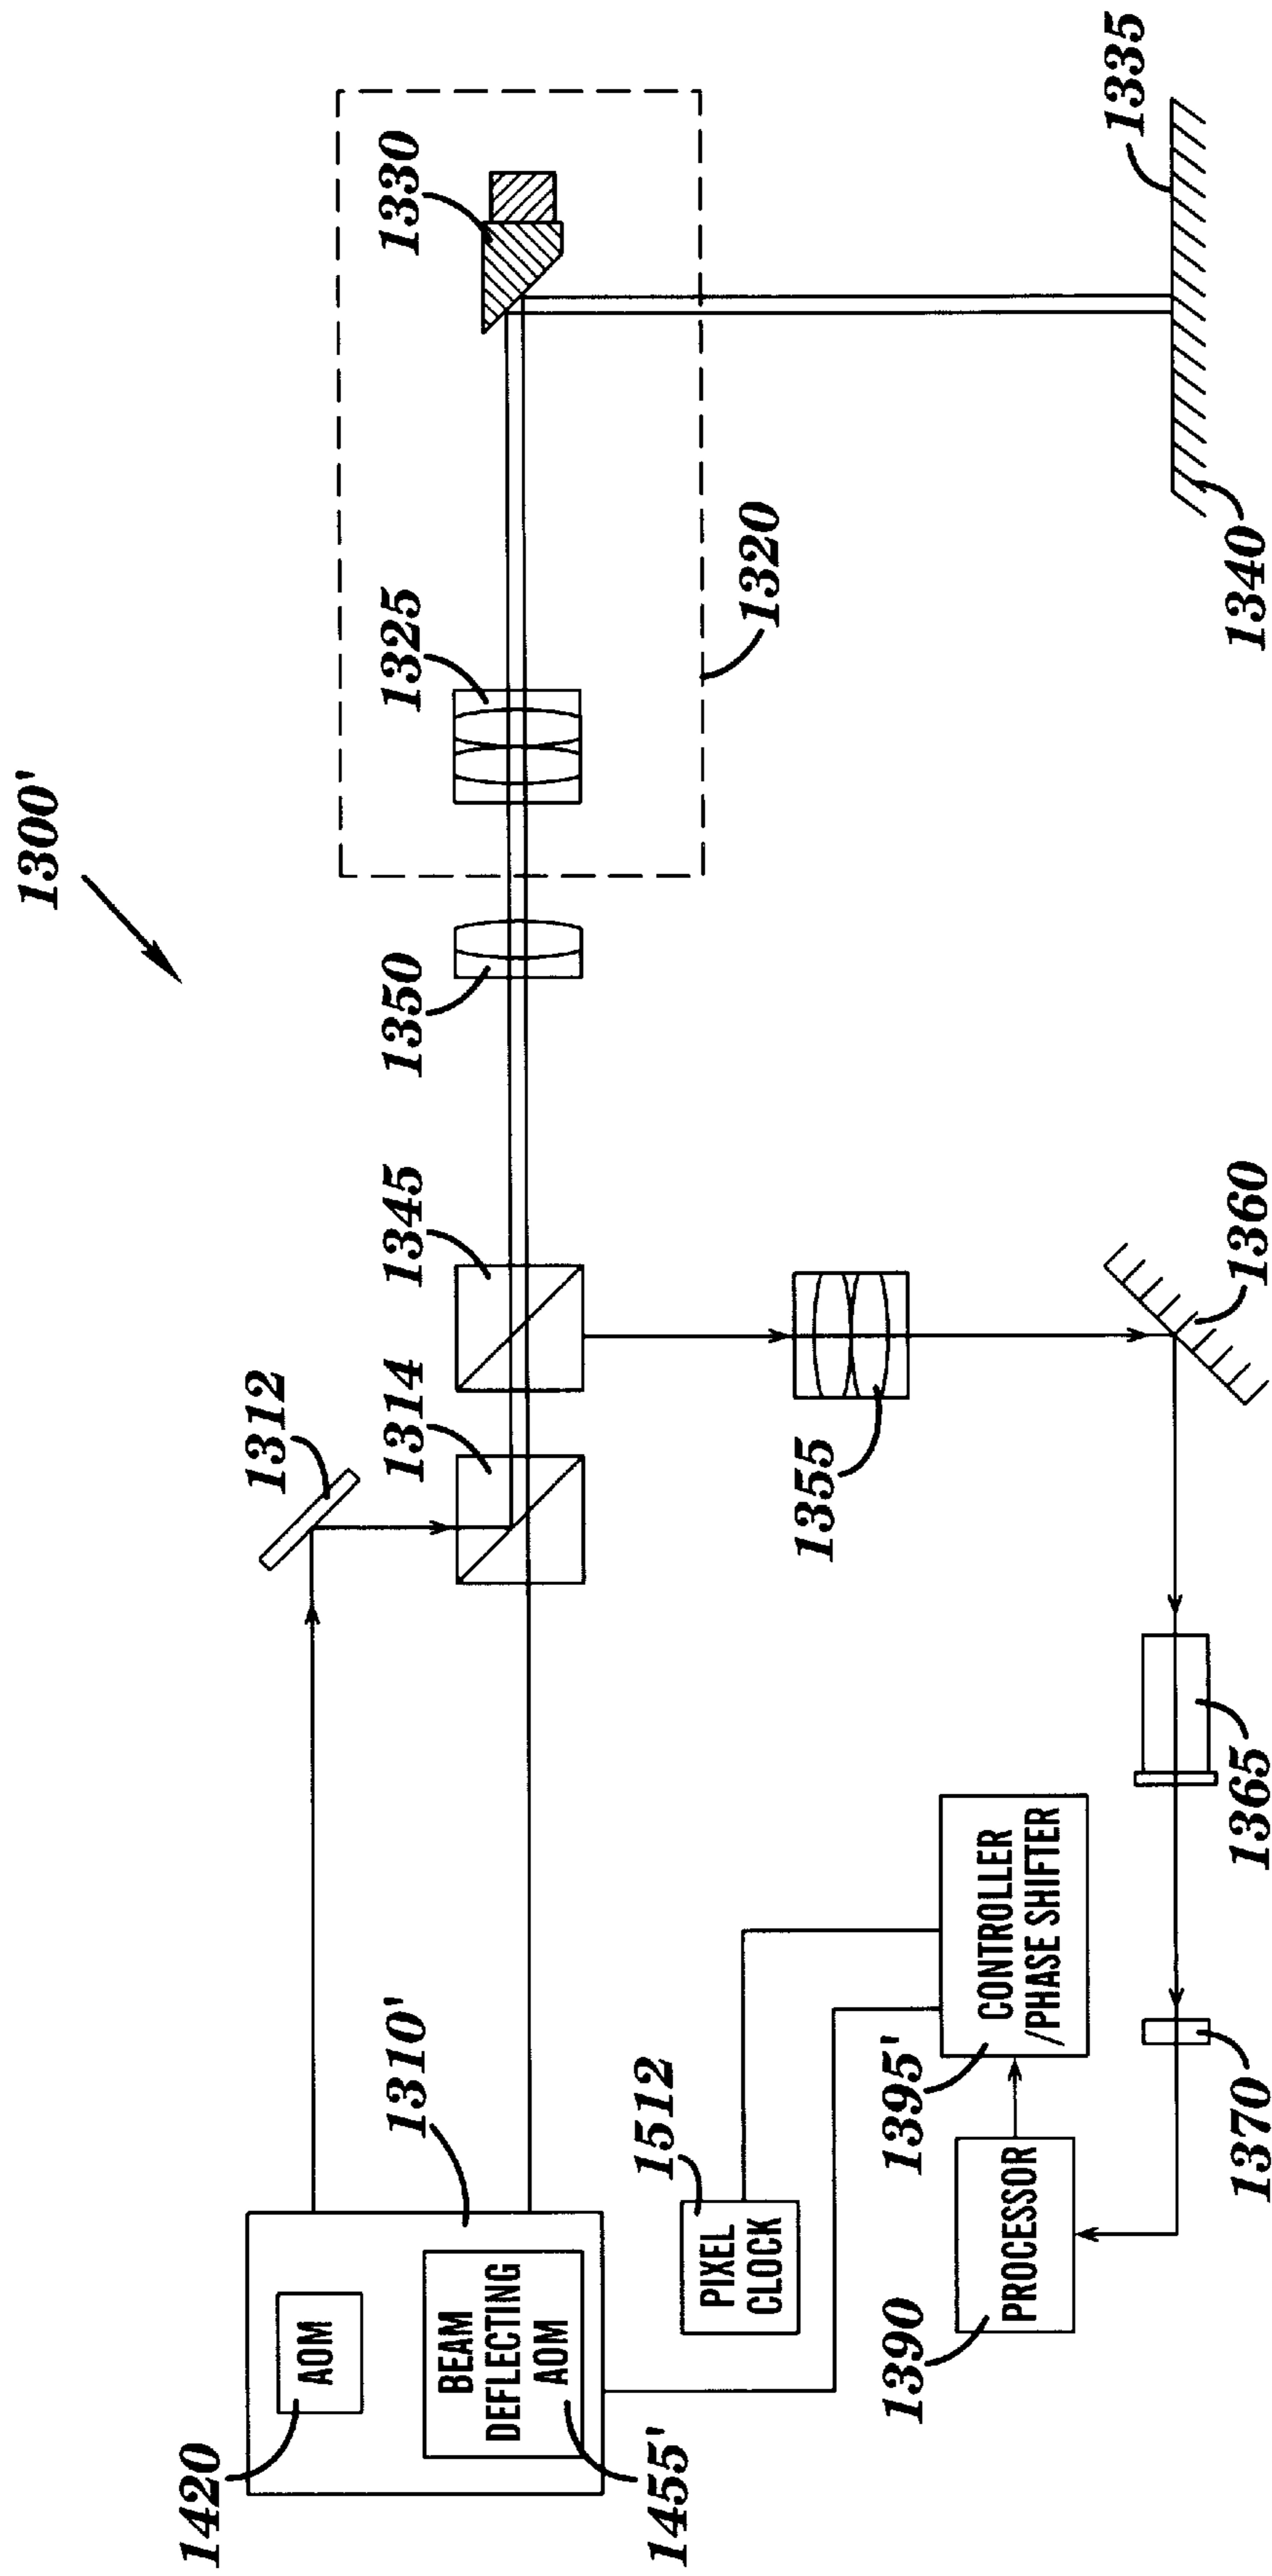 1300'
1420
AOM
1310'
BEAM
DEFLECTING
AOM
1455'
1312
1314
1345
1350
1325
1330
1320
1335
1340
1512
PIXEL
CLOCK
1395'
CONTROLLER
/PHASE SHIFTER
1390
PROCESSOR
1355
1360
1365
1370